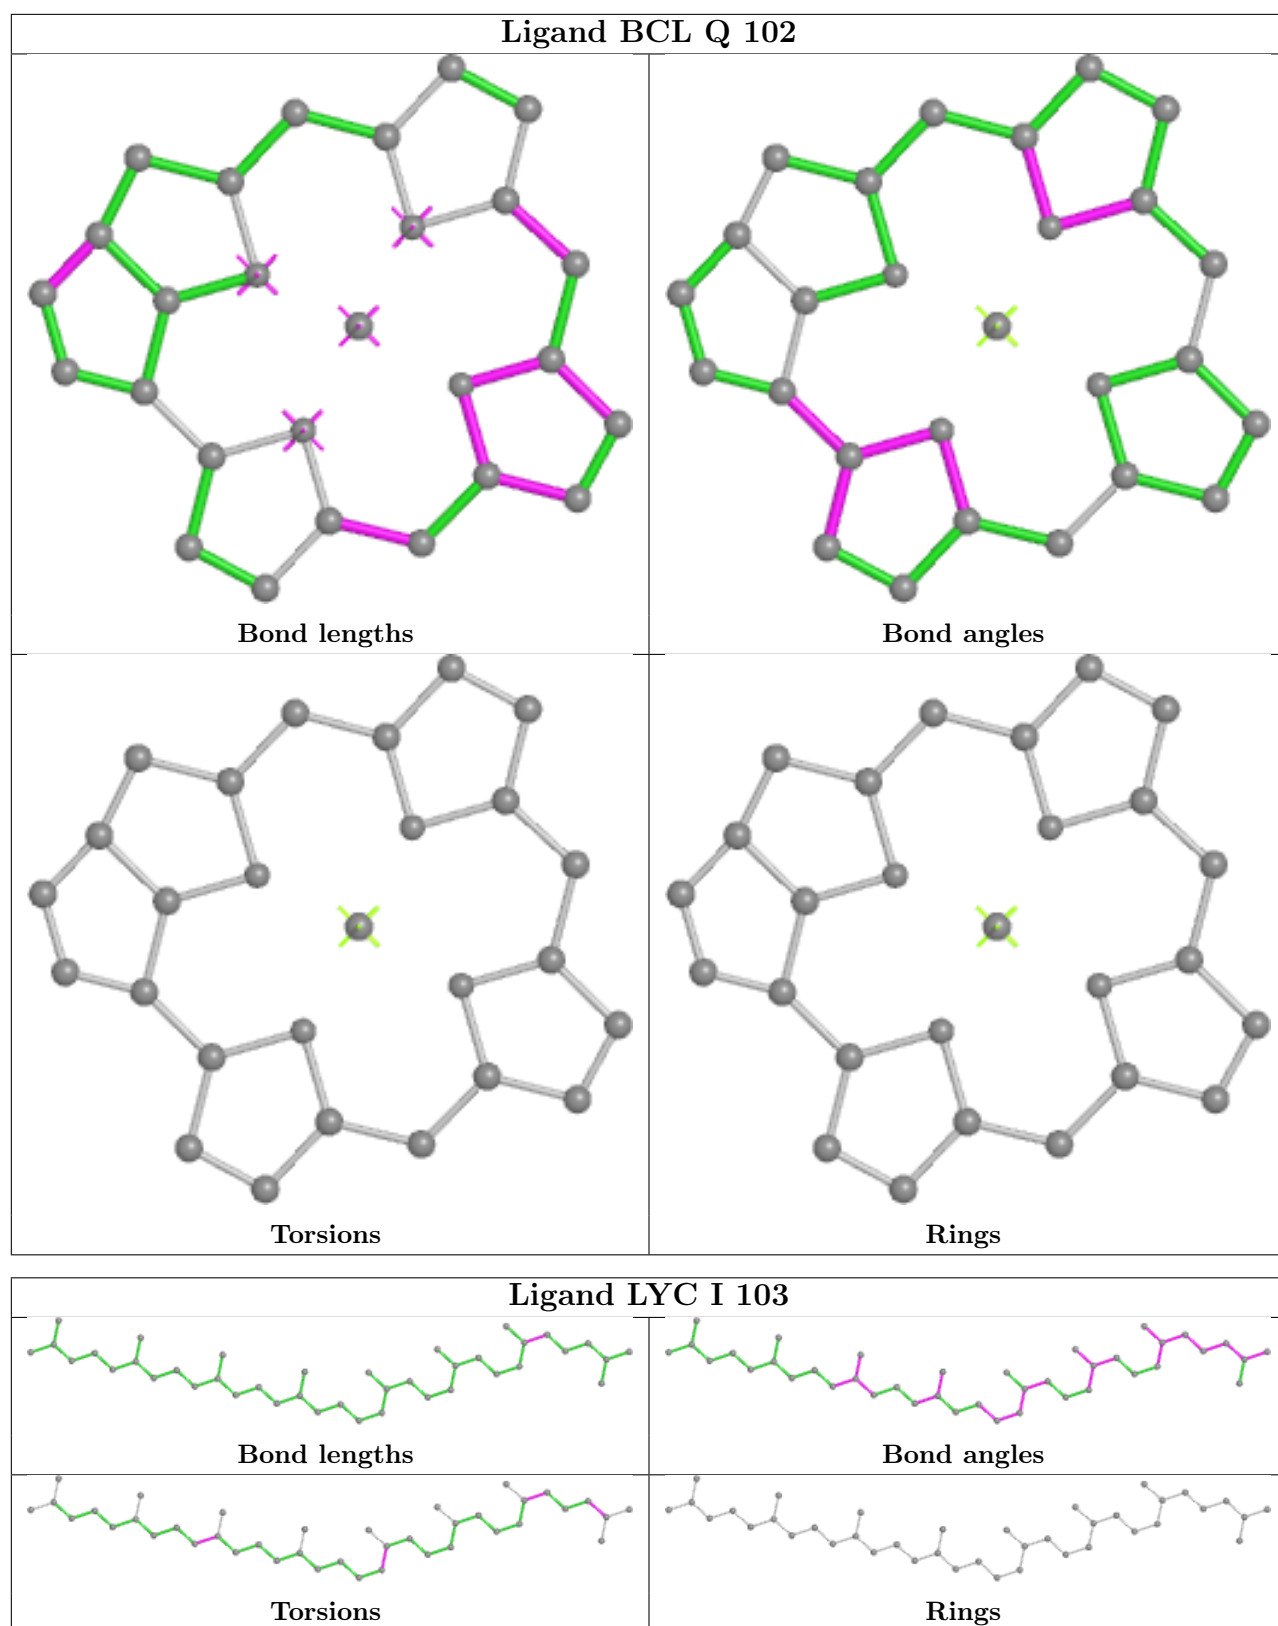 Ligand BCL Q 102
Bond lengths
Bond angles
Torsions
Rings
Ligand LYC I 103
Bond lengths
Bond angles
Torsions
Rings